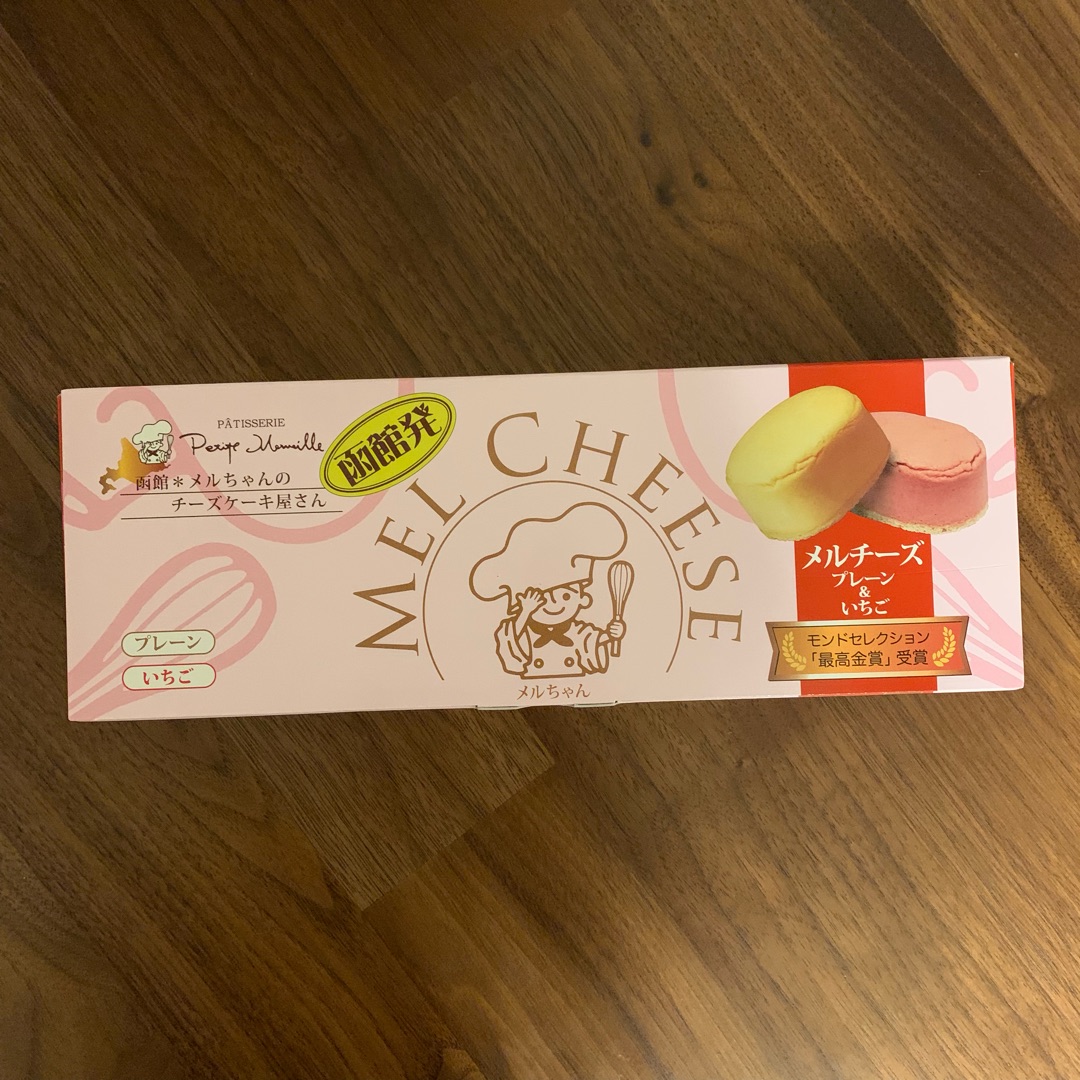 PÂTISSERIE
Petite Merveille
函館＊メルちゃんの
チーズケーキ屋さん
函館発
プレーン
いちご
MEL CHEESE
メルちゃん
メルチーズ
プレーン
&
いちご
モンドセレクション
「最高金賞」受賞